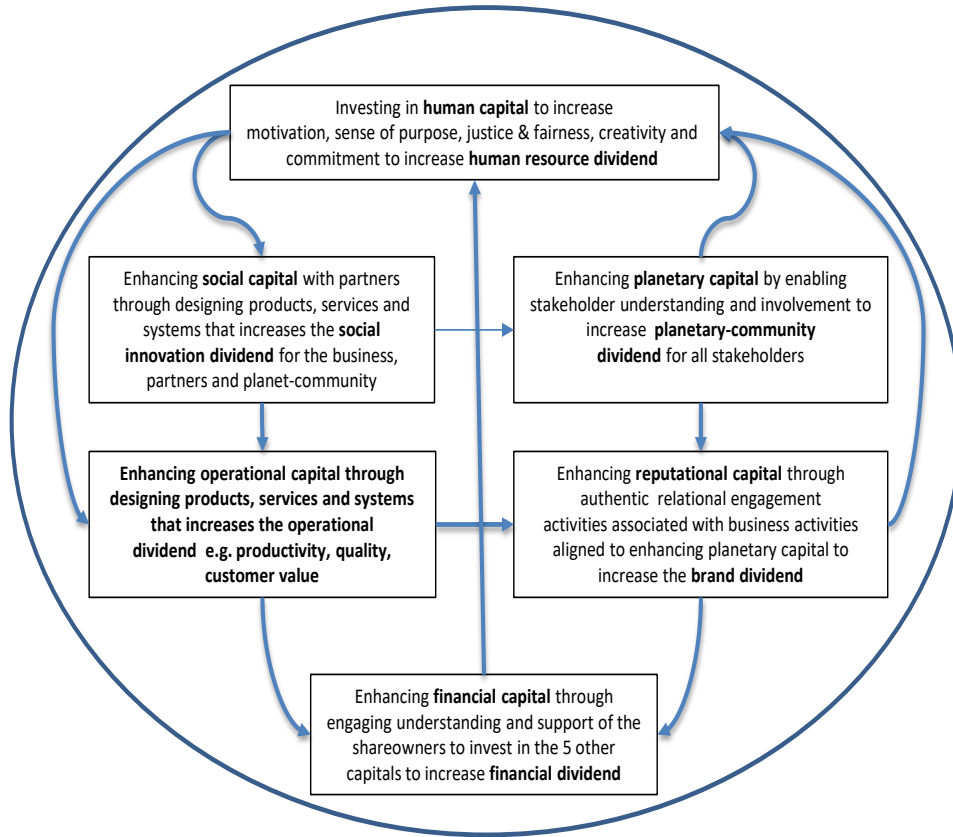 Investing in human capital to increase
motivation, sense of purpose, justice & fairness, creativity and
commitment to increase human resource dividend
Enhancing social capital with partners
through designing products, services and
systems that increases the social
innovation dividend for the business,
partners and planet-community
Enhancing planetary capital by enabling
stakeholder understanding and involvement to
increase planetary-community
dividend for all stakeholders
Enhancing operational capital through
designing products, services and systems
that increases the operational
dividend e.g. productivity, quality,
customer value
Enhancing reputational capital through
authentic relational engagement
activities associated with business activities
aligned to enhancing planetary capital to
increase the brand dividend
Enhancing financial capital through
engaging understanding and support of the
shareowners to invest in the 5 other
capitals to increase financial dividend